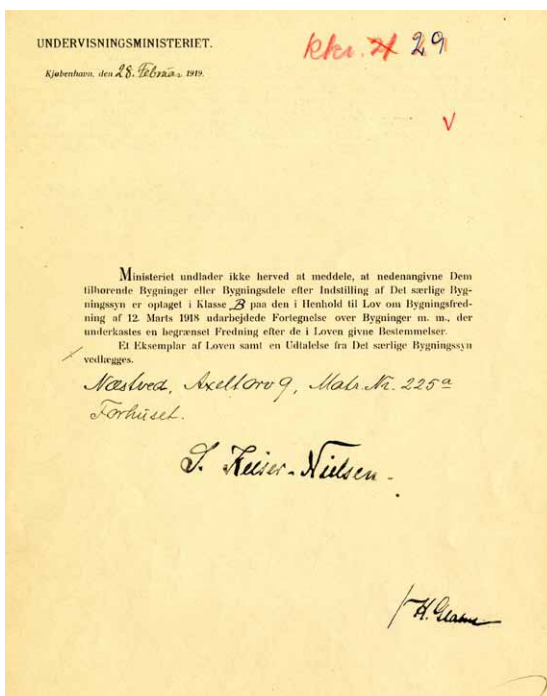 UNDERVISNINGSMINISTERIET.
Kjøbenhavn, den 28. Februar 1919.
29
V
Ministeriet undlader ikke herved at meddele, at nedenangivne Dem
tilhørende Bygninger eller Bygningsdele efter Indstilling af Det særlige Byg-
ningssyn er optaget i Klasse B paa den i Henhold til Lov om Bygningsfred-
ning af 12. Marts 1918 udarbejdede Fortegnelse over Bygninger m. m., der
underkastes en begrænset Fredning efter de i Loven givne Bestemmelser.
Et Eksemplar af Loven samt en Udtalelse fra Det særlige Bygningssyn
vedlægges.
Næstved, Axeltorv 9, Matr. Nr. 225a
Forhuset.
S. Keiser-Nielsen.
H.